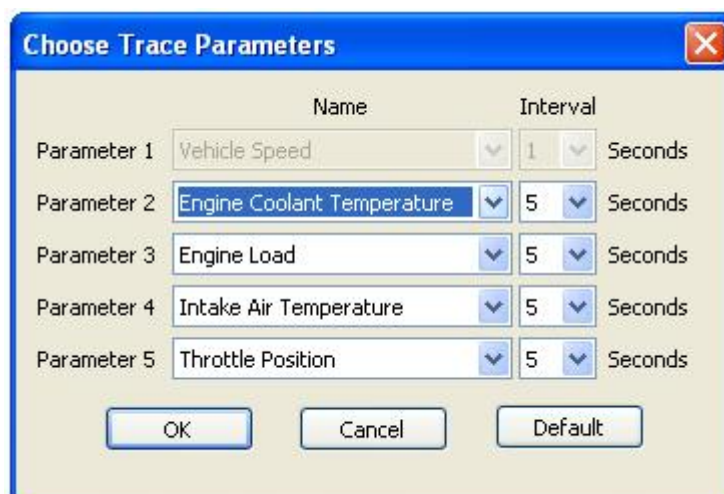 Choose Trace Parameters
Name Interval
Parameter 1 Vehicle Speed 1 Seconds
Parameter 2 Engine Coolant Temperature 5 Seconds
Parameter 3 Engine Load 5 Seconds
Parameter 4 Intake Air Temperature 5 Seconds
Parameter 5 Throttle Position 5 Seconds
OK Cancel Default